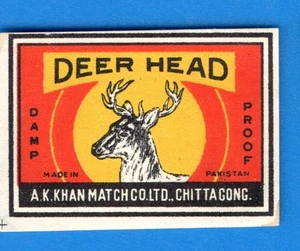 DEER HEAD
DAMP
PROOF
MADE IN PAKISTAN
A.K.KHAN MATCH CO.LTD., CHITTAGONG.